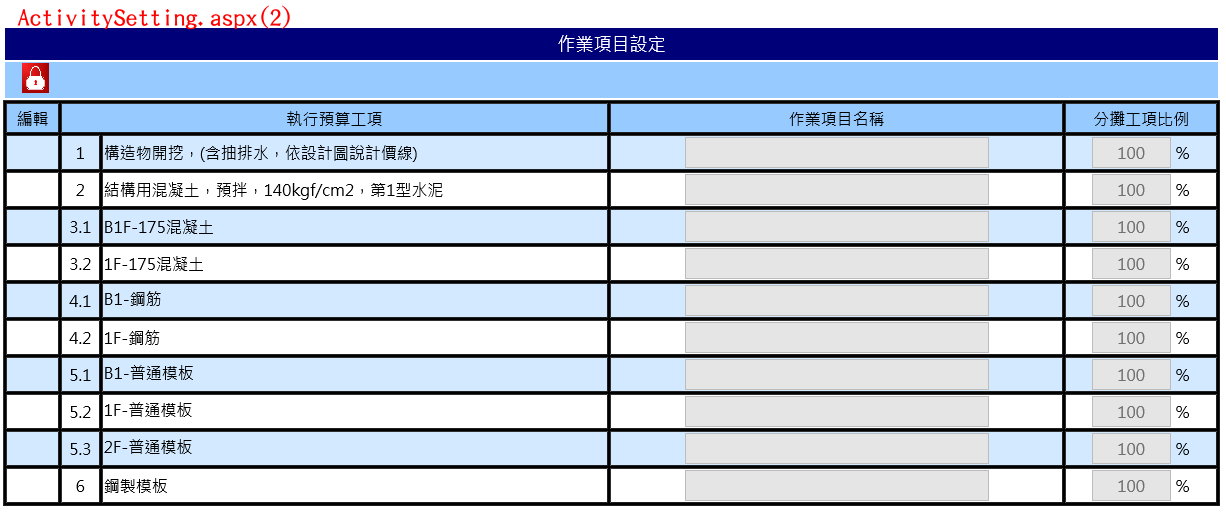 ActivitySetting.aspx(2)
作業項目設定
編輯 執行預算工項 作業項目名稱 分攤工項比例
1 構造物開挖，(含抽排水，依設計圖說計價線) 100 %
2 結構用混凝土，預拌，140kgf/cm2，第1型水泥 100 %
3.1 B1F-175混凝土 100 %
3.2 1F-175混凝土 100 %
4.1 B1-鋼筋 100 %
4.2 1F-鋼筋 100 %
5.1 B1-普通模板 100 %
5.2 1F-普通模板 100 %
5.3 2F-普通模板 100 %
6 鋼製模板 100 %